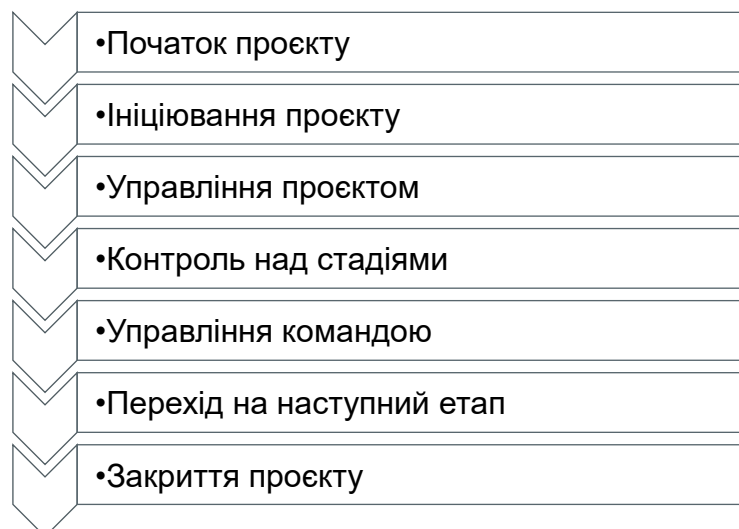 •Початок проєкту
•Ініціювання проєкту
•Управління проєктом
•Контроль над стадіями
•Управління командою
•Перехід на наступний етап
•Закриття проєкту